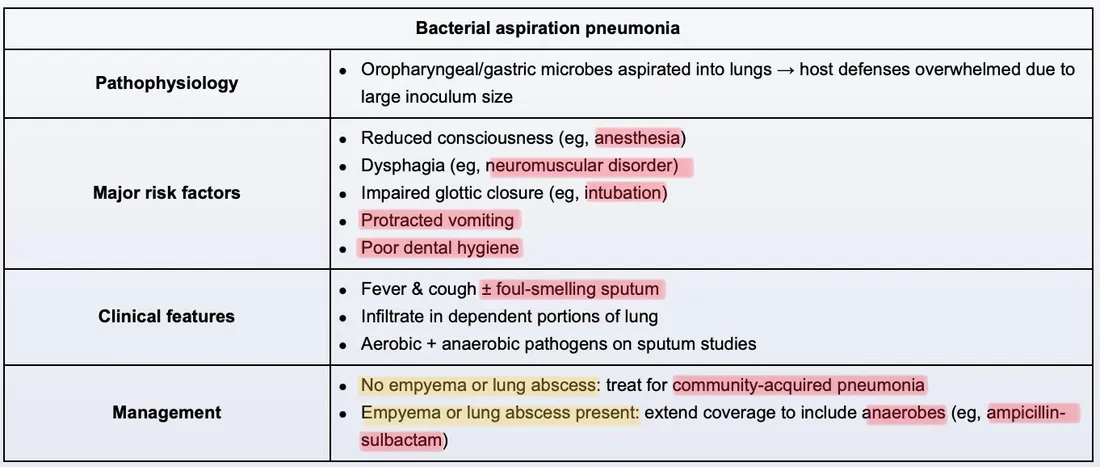 Bacterial aspiration pneumonia
Pathophysiology
• Oropharyngeal/gastric microbes aspirated into lungs → host defenses overwhelmed due to
large inoculum size
Major risk factors
• Reduced consciousness (eg, anesthesia)
• Dysphagia (eg, neuromuscular disorder)
• Impaired glottic closure (eg, intubation)
• Protracted vomiting
• Poor dental hygiene
Clinical features
• Fever & cough ± foul-smelling sputum
• Infiltrate in dependent portions of lung
• Aerobic + anaerobic pathogens on sputum studies
Management
• No empyema or lung abscess: treat for community-acquired pneumonia
• Empyema or lung abscess present: extend coverage to include anaerobes (eg, ampicillin-
sulbactam)